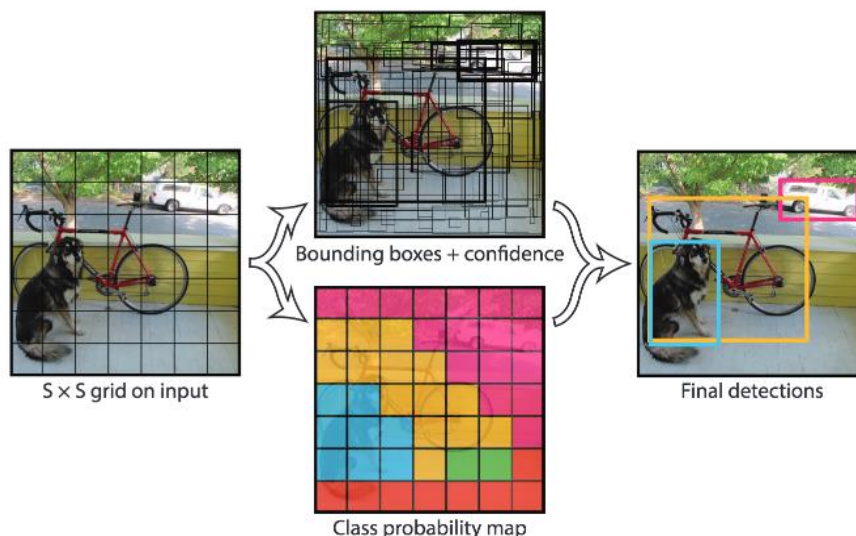 S × S grid on input
Bounding boxes + confidence
Class probability map
Final detections